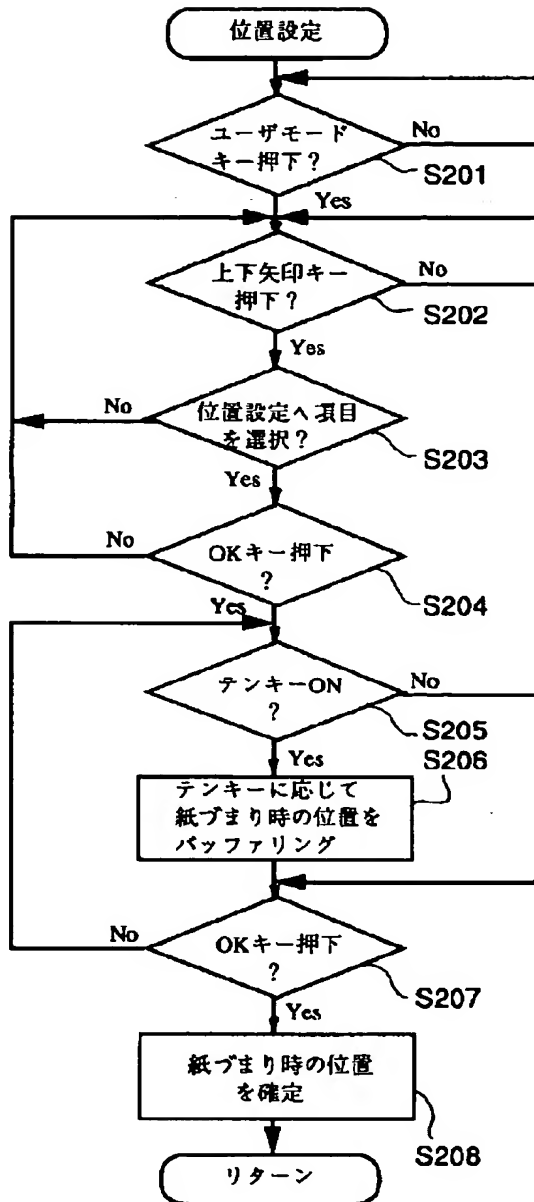 位置設定
ユーザモード
キー押下？
No
S201
Yes
上下矢印キー
押下？
No
S202
Yes
No
位置設定へ項目
を選択？
S203
Yes
No
OKキー押下
？
S204
Yes
テンキーON
？
No
S205
Yes
S206
テンキーに応じて
紙づまり時の位置を
バッファリング
No
OKキー押下
？
S207
Yes
紙づまり時の位置
を確定
S208
リターン